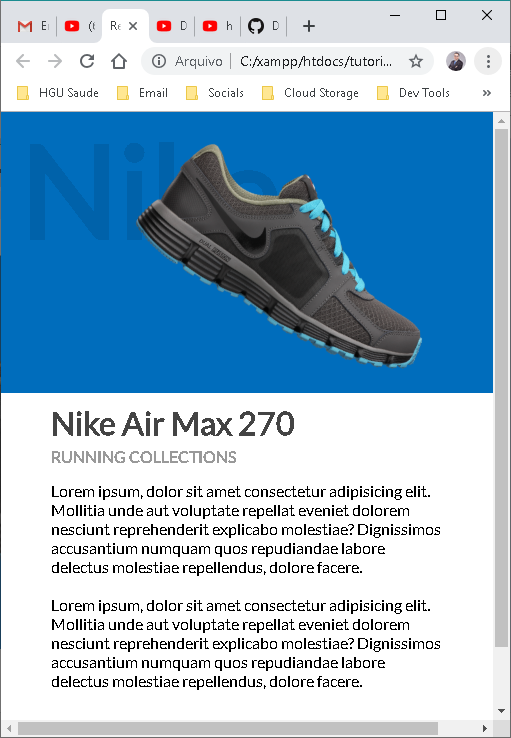 Re
Arquivo
C:/xampp/htdocs/tutori...
HGU Saude
Email
Socials
Cloud Storage
Dev Tools
»
Nike
Nike Air Max 270
RUNNING COLLECTIONS
Lorem ipsum, dolor sit amet consectetur adipisicing elit.
Mollitia unde aut voluptate repellat eveniet dolorem
nesciunt reprehenderit explicabo molestiae? Dignissimos
accusantium numquam quos repudiandae labore
delectus molestiae repellendus, dolore facere.
Lorem ipsum, dolor sit amet consectetur adipisicing elit.
Mollitia unde aut voluptate repellat eveniet dolorem
nesciunt reprehenderit explicabo molestiae? Dignissimos
accusantium numquam quos repudiandae labore
delectus molestiae repellendus, dolore facere.